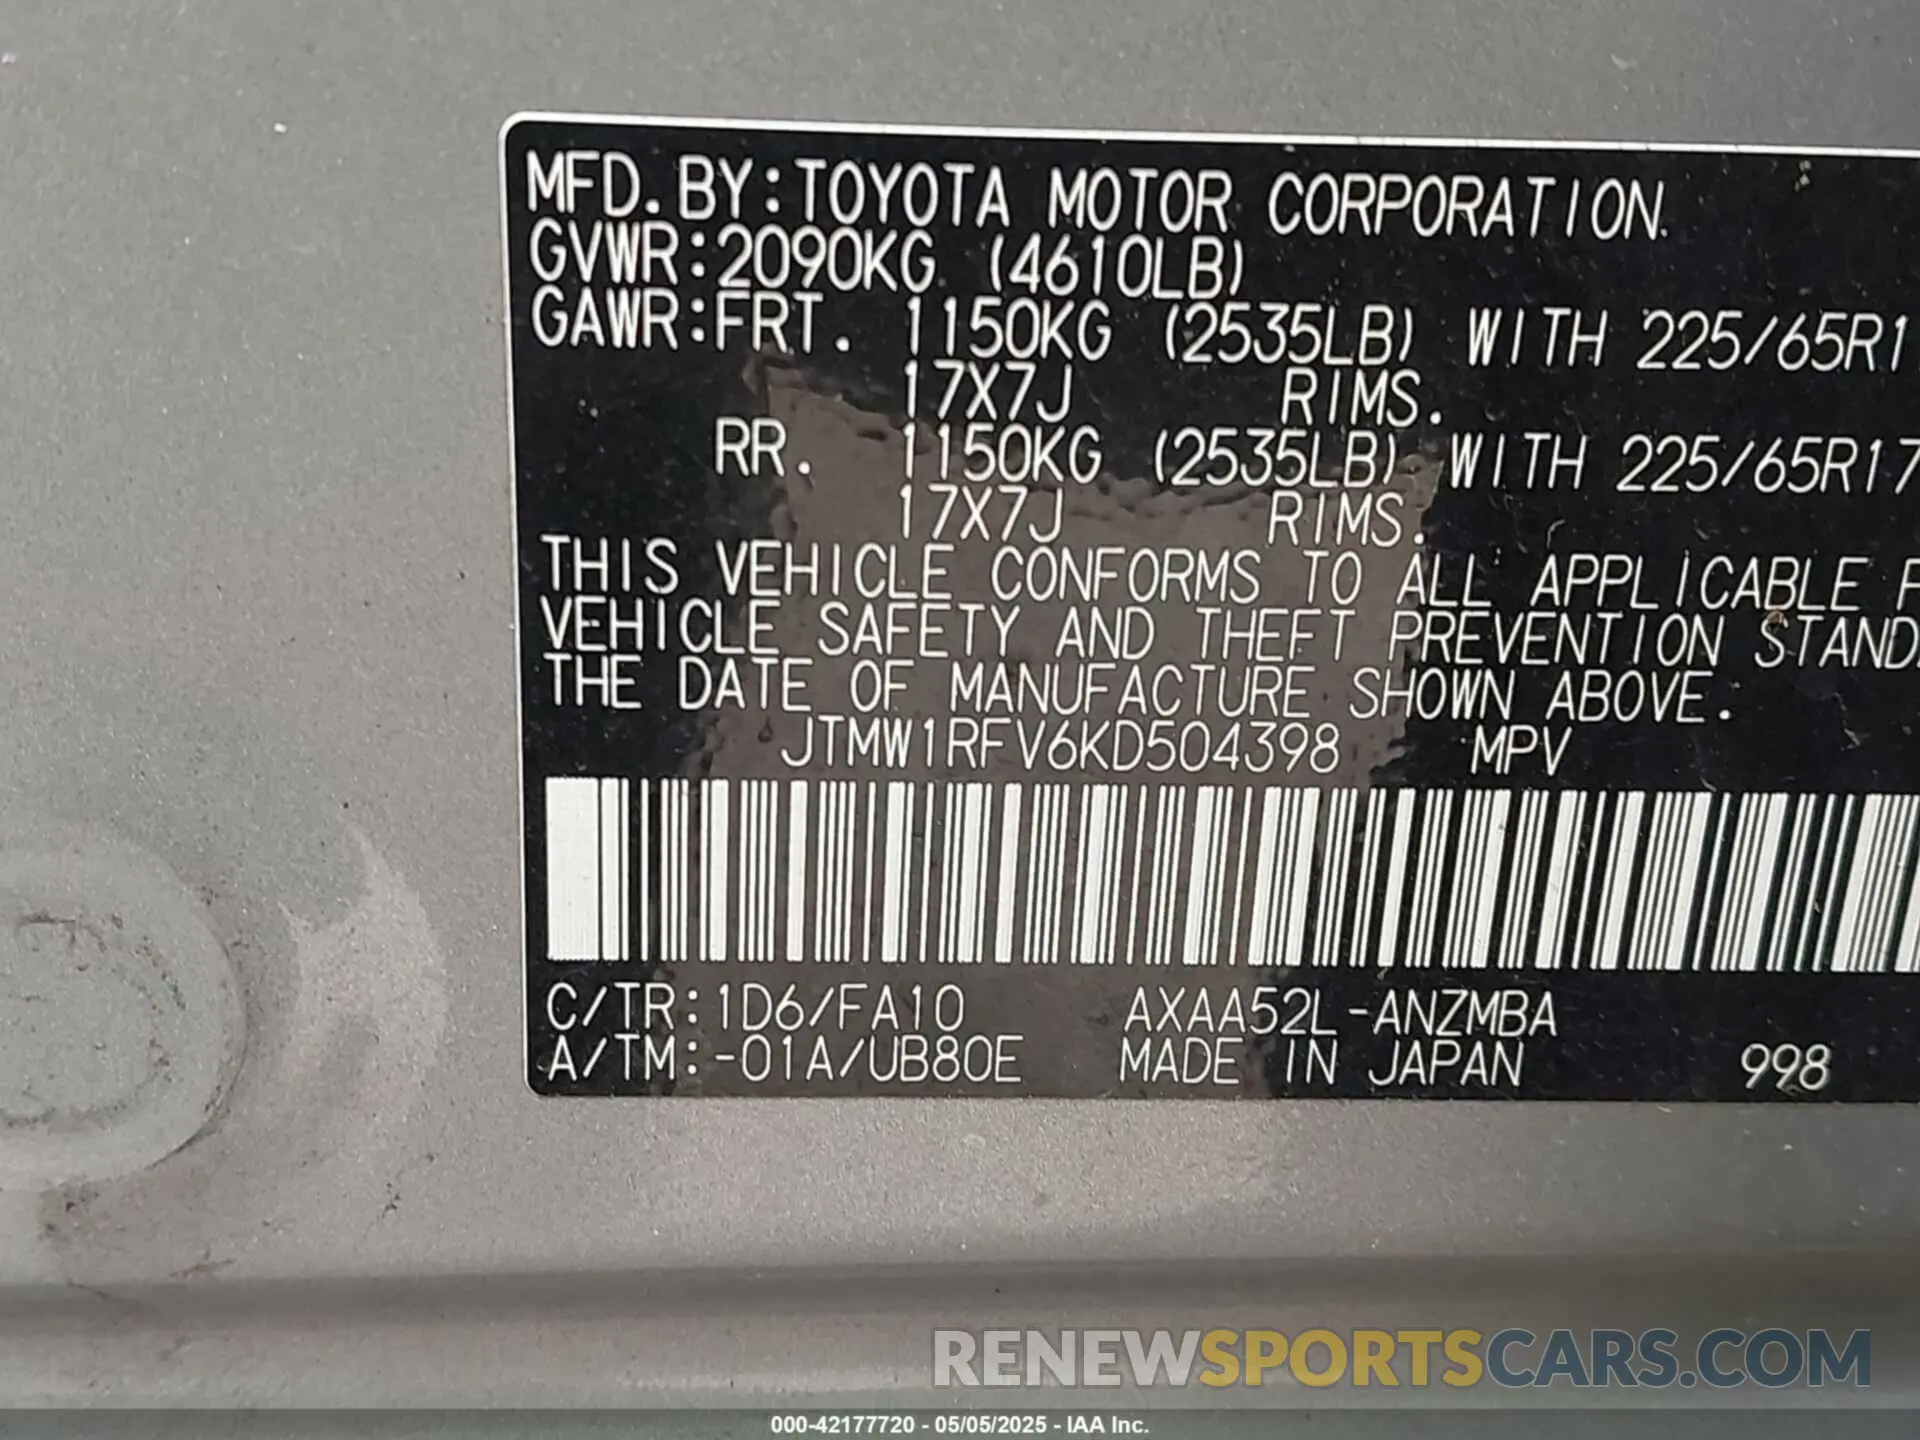 MFD. BY: TOYOTA MOTOR CORPORATION.
GVWR: 2090KG (4610LB)
GAWR: FRT. 1150KG (2535LB) WITH 225/65R1
17X7J RIMS.
RR. 1150KG (2535LB) WITH 225/65R17
17X7J RIMS.
THIS VEHICLE CONFORMS TO ALL APPLICABLE F
VEHICLE SAFETY AND THEFT PREVENTION STAND
THE DATE OF MANUFACTURE SHOWN ABOVE.
JTMW1RFV6KD504398 MPV
C/TR: 1D6/FA10 AXAA52L-ANZMBA
A/TM: -01A/UB80E MADE IN JAPAN 998
RENEWSPORTSCARS.COM
000-42177720 - 05/05/2025 - IAA Inc.